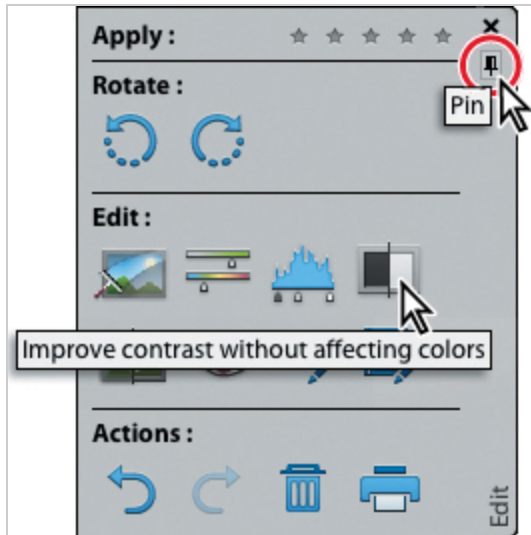 Apply :
Rotate :
Pin
Edit :
Improve contrast without affecting colors
Actions :
Edit